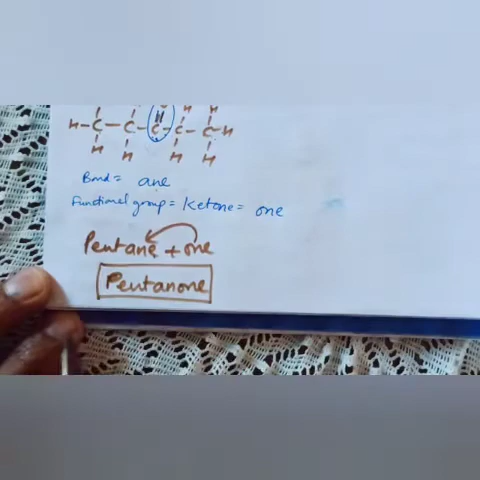 H H
H-C-C-C-C-C-H
H H H H
Bond= ane
Functional group= Ketone= one
Pentane + one
Pentanone